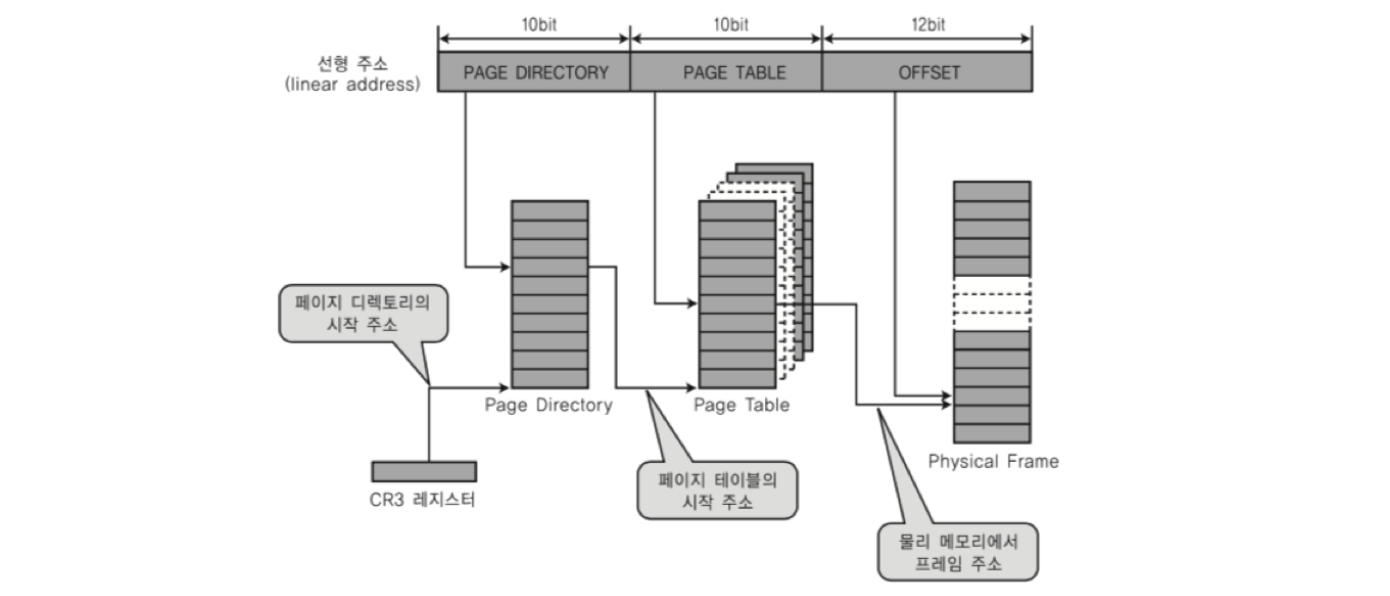 10bit
10bit
12bit
선형 주소
(linear address)
PAGE DIRECTORY
PAGE TABLE
OFFSET
페이지 디렉토리의
시작 주소
Page Directory
Page Table
Physical Frame
CR3 레지스터
페이지 테이블의
시작 주소
물리 메모리에서
프레임 주소